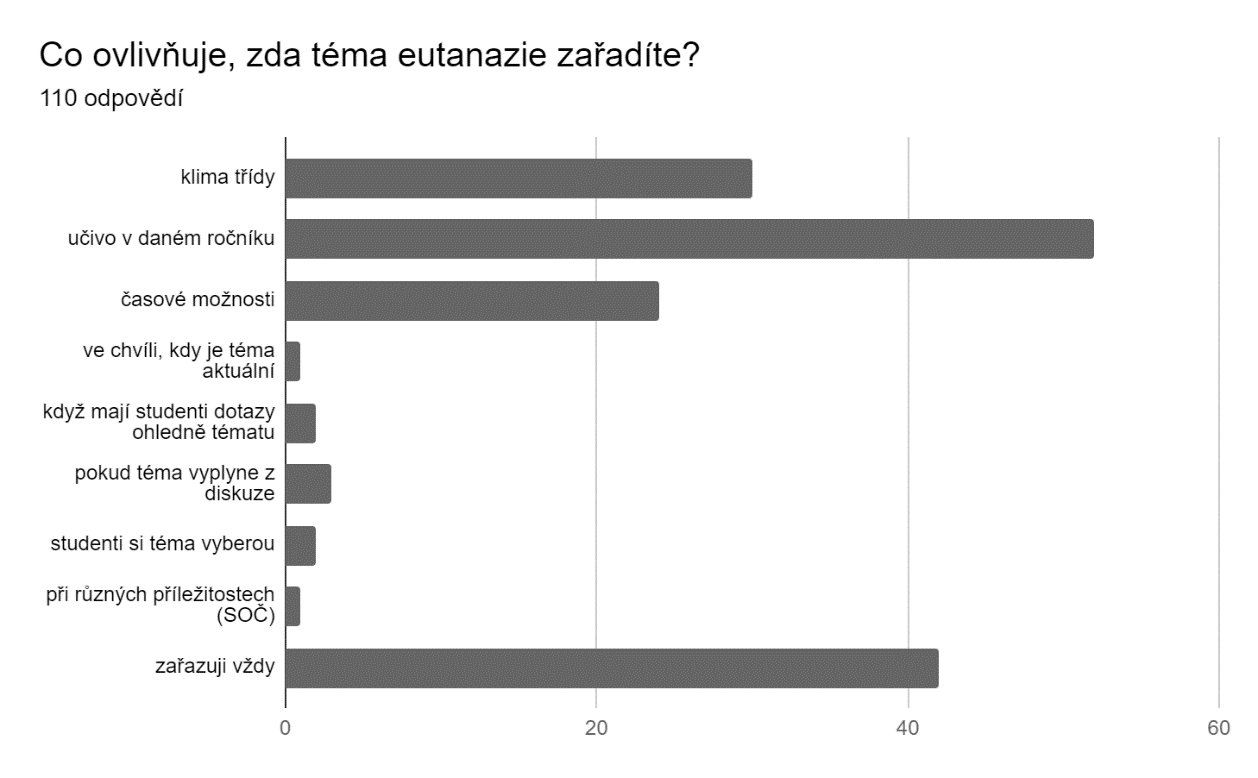 Co ovlivňuje, zda téma eutanazie zařadíte?
110 odpovědí
klima třídy
učivo v daném ročníku
časové možnosti
ve chvíli, kdy je téma
aktuální
když mají studenti dotazy
ohledně tématu
pokud téma vyplyne z
diskuze
studenti si téma vyberou
při různých příležitostech
(SOČ)
zařazuji vždy
0
20
40
60